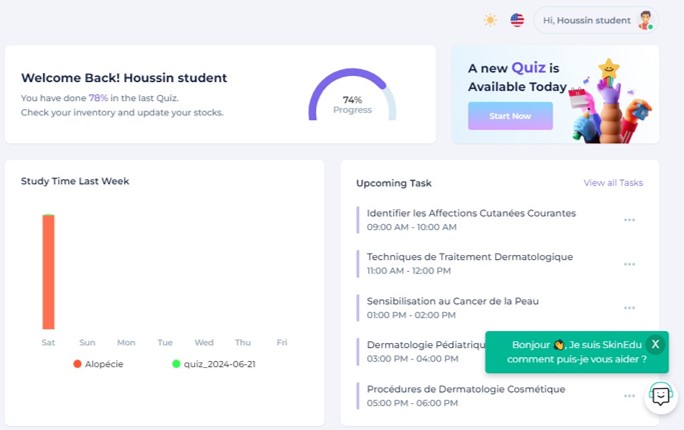 Hi, Houssin student
Welcome Back! Houssin student
You have done 78% in the last Quiz.
Check your inventory and update your stocks.
74%
Progress
A new Quiz is
Available Today
Start Now
Study Time Last Week
Sat Sun Mon Tue Wed Thu Fri
Alopécie quiz_2024-06-21
Upcoming Task
View all Tasks
Identifier les Affections Cutanées Courantes
09:00 AM - 10:00 AM
Techniques de Traitement Dermatologique
11:00 AM - 12:00 PM
Sensibilisation au Cancer de la Peau
01:00 PM - 02:00 PM
Dermatologie Pédiatriqu
03:00 PM - 04:00 PM
Procédures de Dermatologie Cosmétique
05:00 PM - 06:00 PM
Bonjour 👋, Je suis SkinEdu
comment puis-je vous aider ?
X